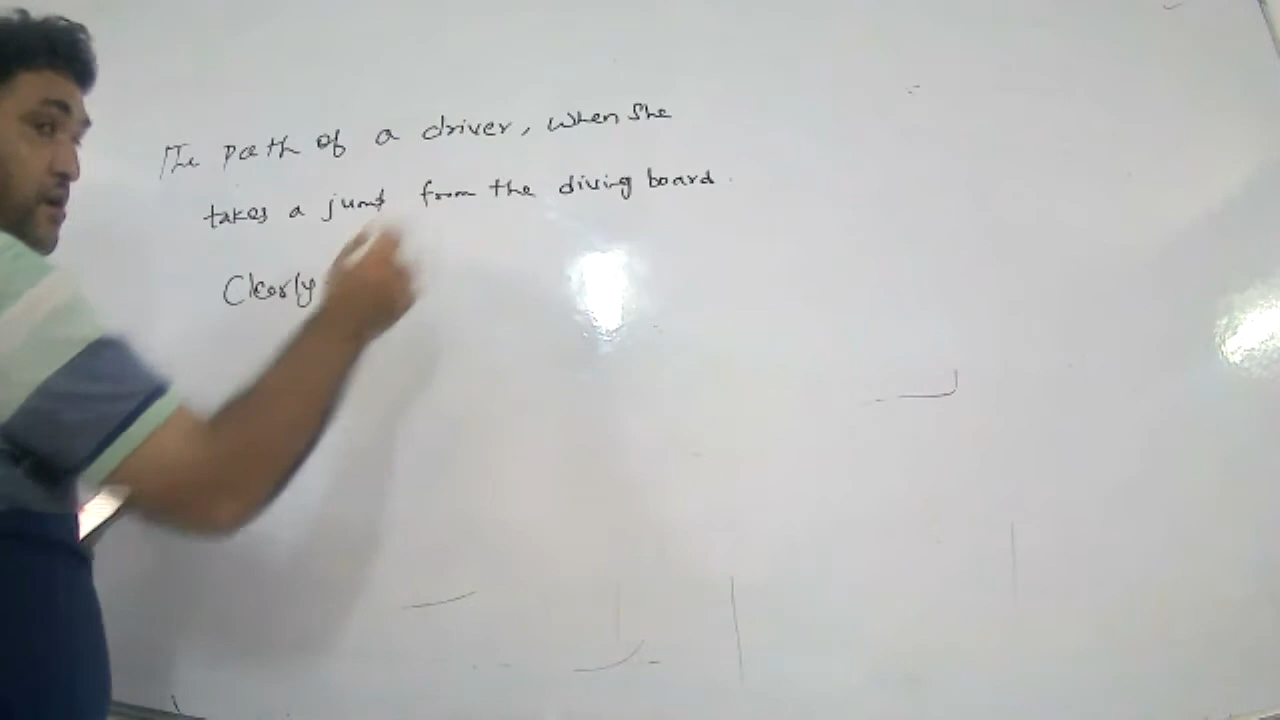 The path of a driver, when she
takes a jump from the diving board.
Clearly